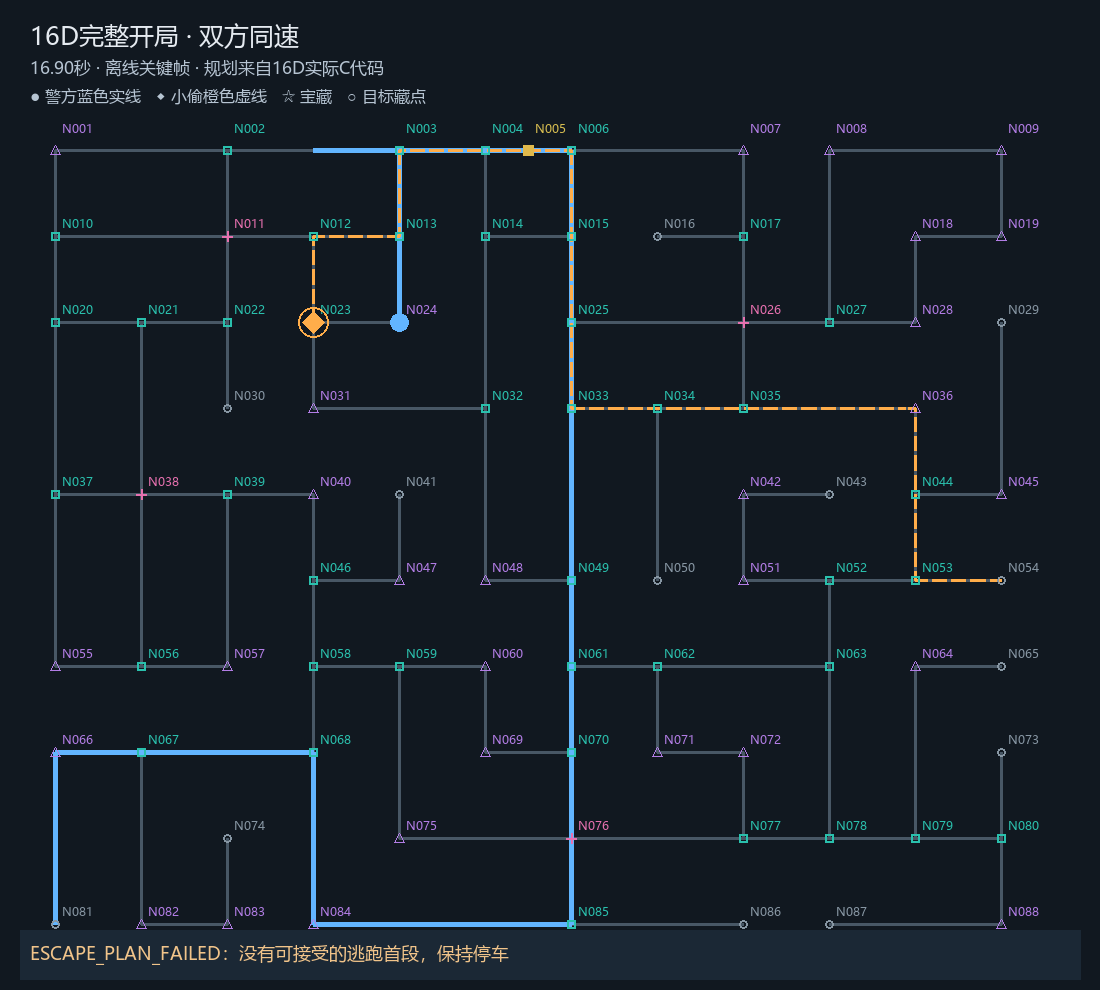 16D完整开局 · 双方同速
16.90秒 · 离线关键帧 · 规划来自16D实际C代码
● 警方蓝色实线 ◆ 小偷橙色虚线 ☆ 宝藏 ○ 目标藏点
N001 N002 N003 N004 N005 N006 N007 N008 N009
N010 N011 N012 N013 N014 N015 N016 N017 N018 N019
N020 N021 N022 N023 N024 N025 N026 N027 N028 N029
N030 N031 N032 N033 N034 N035 N036
N037 N038 N039 N040 N041 N042 N043 N044 N045
N046 N047 N048 N049 N050 N051 N052 N053 N054
N055 N056 N057 N058 N059 N060 N061 N062 N063 N064 N065
N066 N067 N068 N069 N070 N071 N072 N073
N074 N075 N076 N077 N078 N079 N080
N081 N082 N083 N084 N085 N086 N087 N088
ESCAPE_PLAN_FAILED：没有可接受的逃跑首段，保持停车